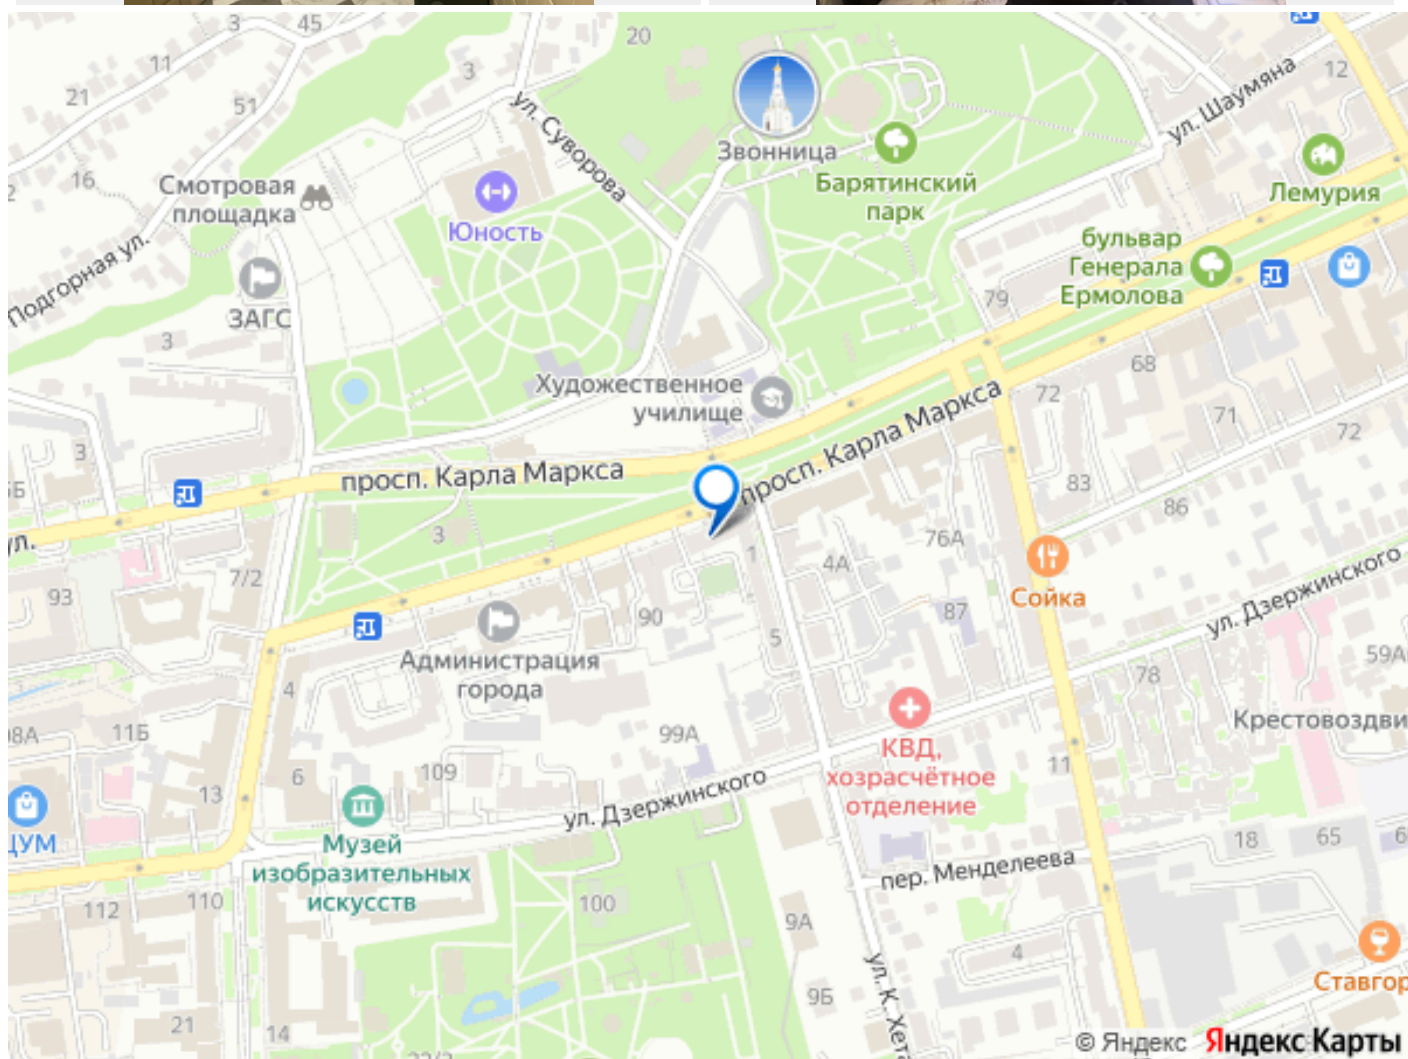 3
45
20
11
3
12
21
51
ул. Шаумяна
ул. Суворова
Звонница
16
Смотровая
площадка
Барятинский
парк
Лемурия
Юность
бульвар
Генерала
Ермолова
Подгорная ул.
ЗАГС
79
3
68
Художественное
училище
72
71
72
3
просп. Карла Маркса
просп. Карла Маркса
83
86
3
76А
7/2
1
4А
93
Сойка
ул. Дзержинского
90
87
5
59А
Администрация
города
4
78
Крестовоздви
11Б
99А
КВД,
хозрасчётное
отделение
109
6
13
11
ул. Дзержинского
ЦУМ
Музей
изобразительных
искусств
18
65
пер. Менделеева
112
110
100
9А
4
ул. К. Хета
Ставгор
9Б
21
14
© Яндекс Яндекс Карты